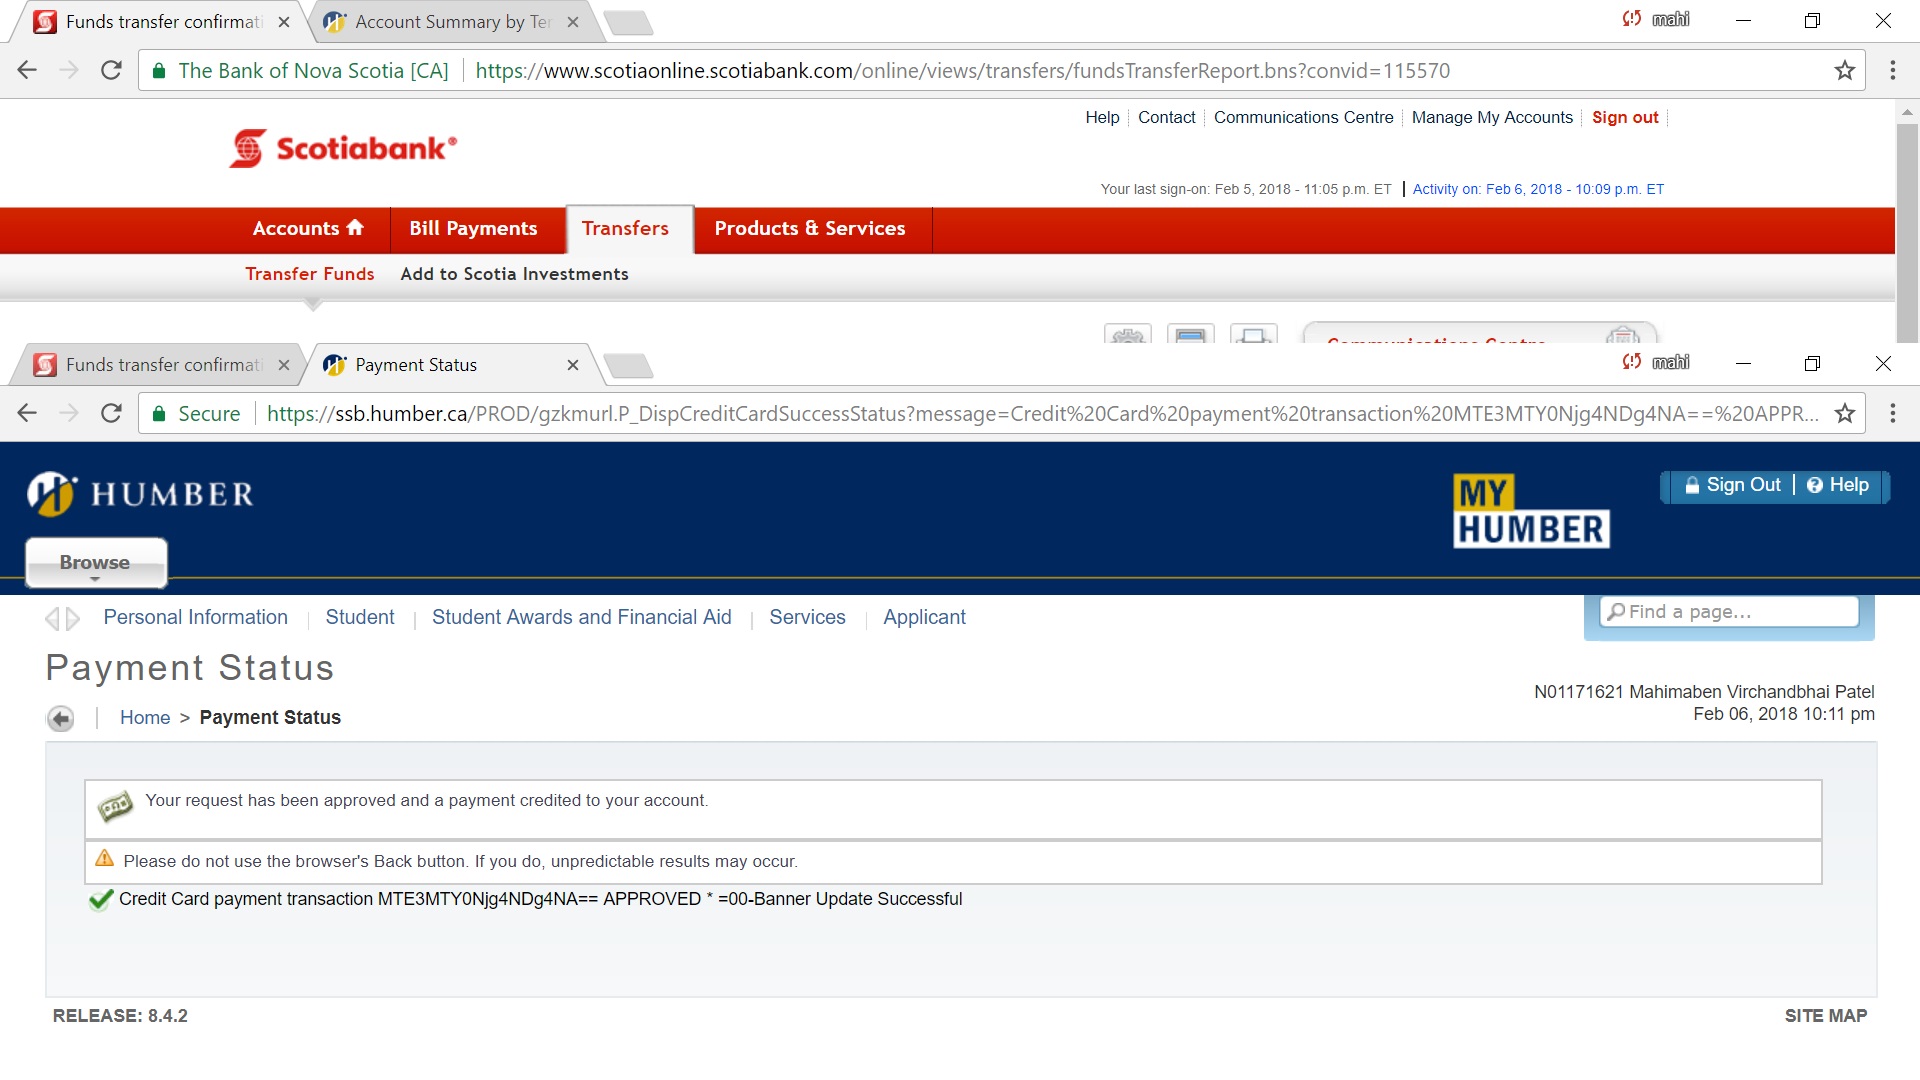 Funds transfer confirmati
Account Summary by Ter
mahi
The Bank of Nova Scotia [CA]
https://www.scotiaonline.scotiabank.com/online/views/transfers/fundsTransferReport.bns?convid=115570
Help Contact Communications Centre Manage My Accounts Sign out
Scotiabank®
Your last sign-on: Feb 5, 2018 - 11:05 p.m. ET | Activity on: Feb 6, 2018 - 10:09 p.m. ET
Accounts Bill Payments Transfers Products & Services
Transfer Funds Add to Scotia Investments
Communications Centre
Funds transfer confirmati
Payment Status
mahi
Secure
https://ssb.humber.ca/PROD/gzkmurl.P_DispCreditCardSuccessStatus?message=Credit%20Card%20payment%20transaction%20MTE3MTY0Njg4NDg4NA==%20APPR...
HUMBER
MY
HUMBER
Sign Out | Help
Browse
Personal Information | Student | Student Awards and Financial Aid | Services | Applicant
Find a page...
Payment Status
N01171621 Mahimaben Virchandbhai Patel
Feb 06, 2018 10:11 pm
Home > Payment Status
Your request has been approved and a payment credited to your account.
Please do not use the browser's Back button. If you do, unpredictable results may occur.
Credit Card payment transaction MTE3MTY0Njg4NDg4NA== APPROVED * =00-Banner Update Successful
RELEASE: 8.4.2
SITE MAP